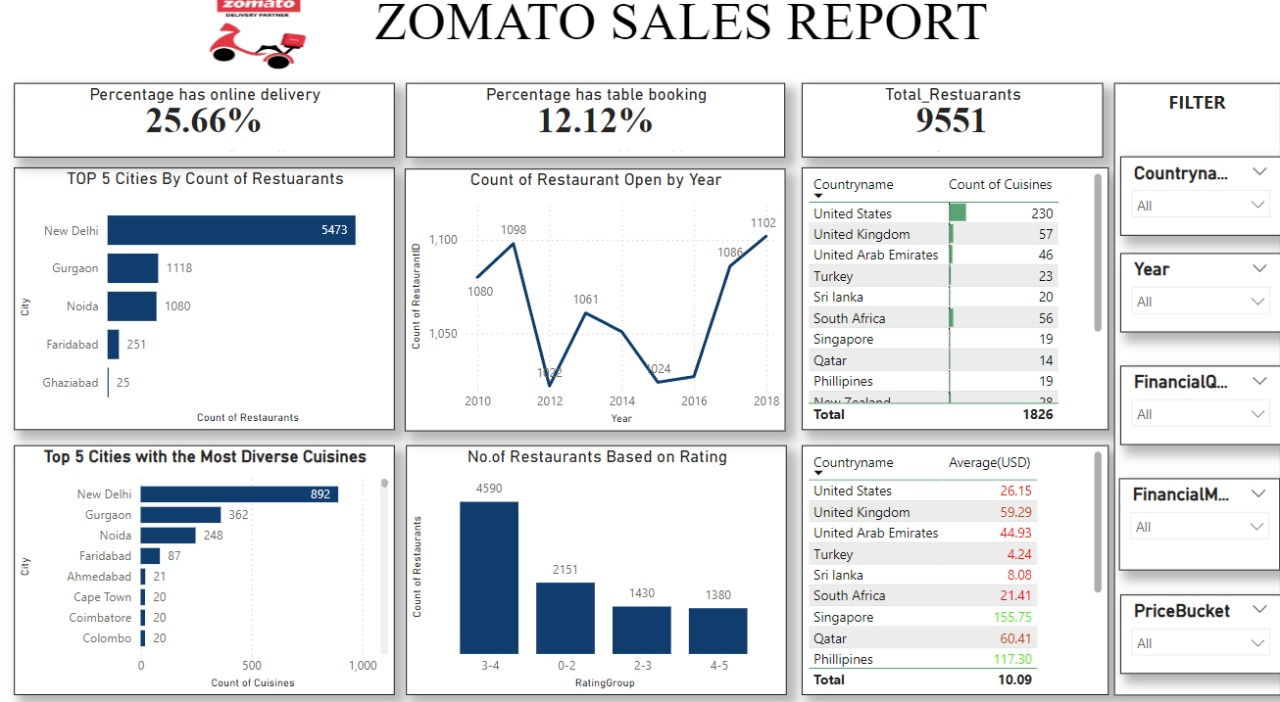 zomato
DELIVERY PARTNER
ZOMATO SALES REPORT
Percentage has online delivery
25.66%
Percentage has table booking
12.12%
Total_Restuarants
9551
FILTER
Countryna...
All
Year
All
FinancialQ...
All
FinancialM...
All
PriceBucket
All
TOP 5 Cities By Count of Restuarants
City
New Delhi 5473
Gurgaon 1118
Noida 1080
Faridabad 251
Ghaziabad 25
Count of Restaurants
Count of Restaurant Open by Year
Count of RestaurantID
1,100
1,050
1080
1098
1022
1061
1024
1086
1102
2010 2012 2014 2016 2018
Year
Countryname Count of Cuisines
United States 230
United Kingdom 57
United Arab Emirates 46
Turkey 23
Sri lanka 20
South Africa 56
Singapore 19
Qatar 14
Phillipines 19
New Zealand 28
Total 1826
Top 5 Cities with the Most Diverse Cuisines
City
New Delhi 892
Gurgaon 362
Noida 248
Faridabad 87
Ahmedabad 21
Cape Town 20
Coimbatore 20
Colombo 20
0 500 1,000
Count of Cuisines
No.of Restaurants Based on Rating
Count of Restaurants
4590
2151
1430
1380
3-4 0-2 2-3 4-5
RatingGroup
Countryname Average(USD)
United States 26.15
United Kingdom 59.29
United Arab Emirates 44.93
Turkey 4.24
Sri lanka 8.08
South Africa 21.41
Singapore 155.75
Qatar 60.41
Phillipines 117.30
Total 10.09